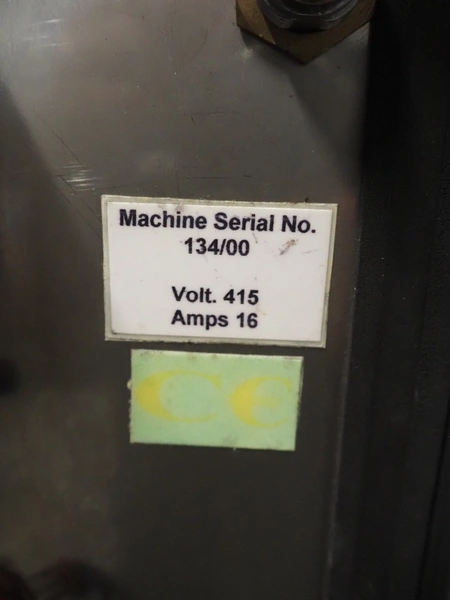 Machine Serial No.
134/00
Volt. 415
Amps 16
CE